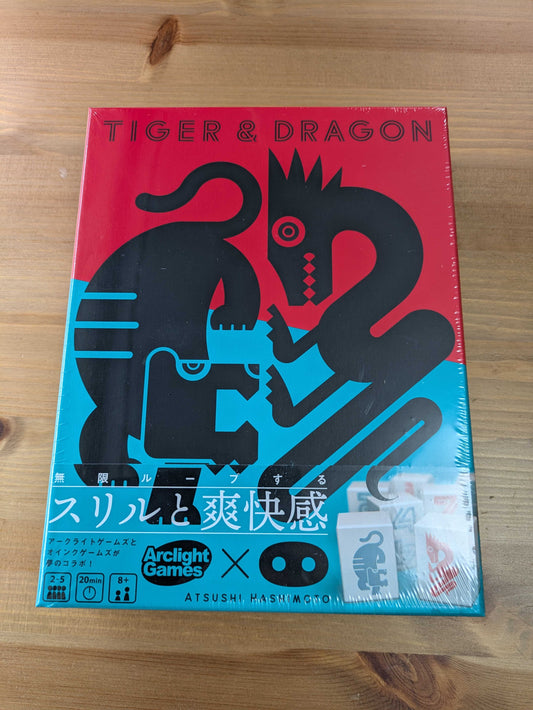 TIGER & DRAGON
無限ループする
スリルと爽快感
アークライトゲームズと
オインクゲームズが
夢のコラボ！
Arclight
Games
×
2-5
20min
8+
ATSUSHI HASHIMOTO